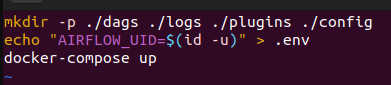 mkdir -p ./dags ./logs ./plugins ./config
echo "AIRFLOW_UID=$(id -u)" > .env
docker-compose up
~